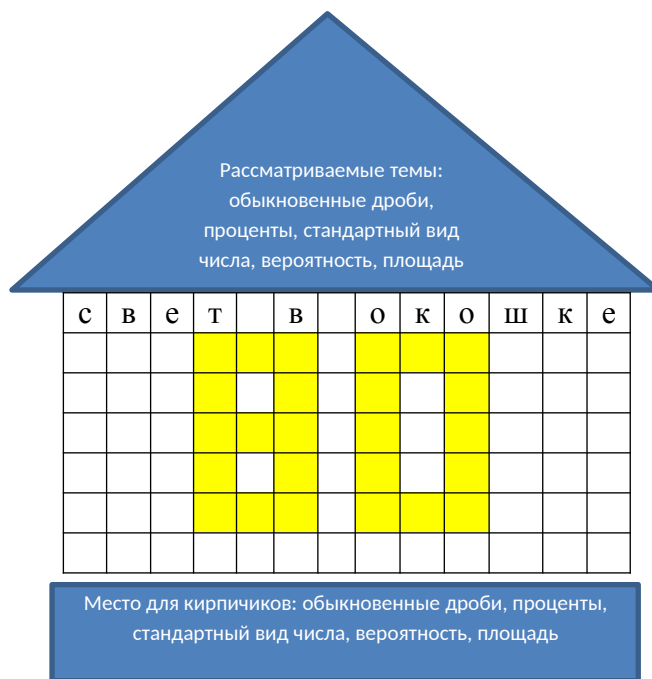 Рассматриваемые темы:
обыкновенные дроби,
проценты, стандартный вид
числа, вероятность, площадь
с в е т в о к о ш к е
Место для кирпичиков: обыкновенные дроби, проценты,
стандартный вид числа, вероятность, площадь